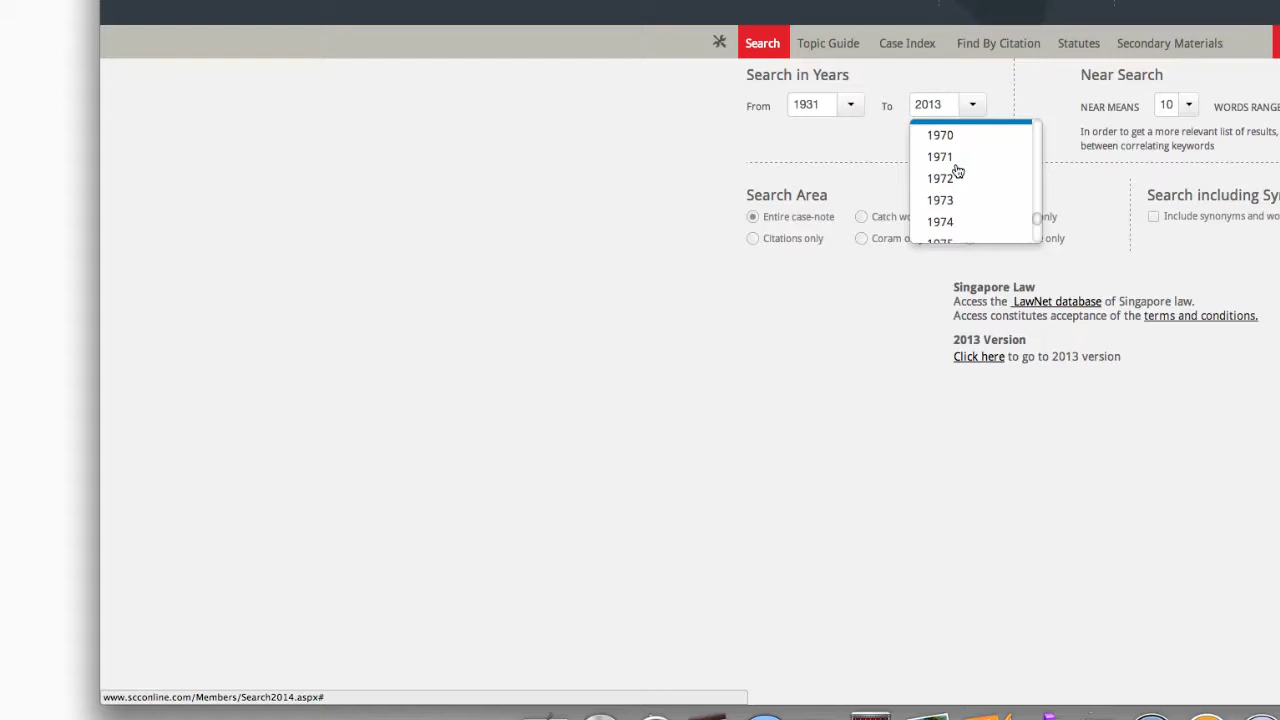 Search Topic Guide Case Index Find By Citation Statutes Secondary Materials
Search in Years
From 1931 To 2013
1970
1971
1972
1973
1974
1975
Near Search
NEAR MEANS 10 WORDS RANGE
In order to get a more relevant list of results,
between correlating keywords
Search Area
Entire case-note Catch only
Citations only Coram only
Search including
Include synonyms and
Singapore Law
Access the LawNet database of Singapore law.
Access constitutes acceptance of the terms and conditions.
2013 Version
Click here to go to 2013 version
www.scconline.com/Members/Search2014.aspx#